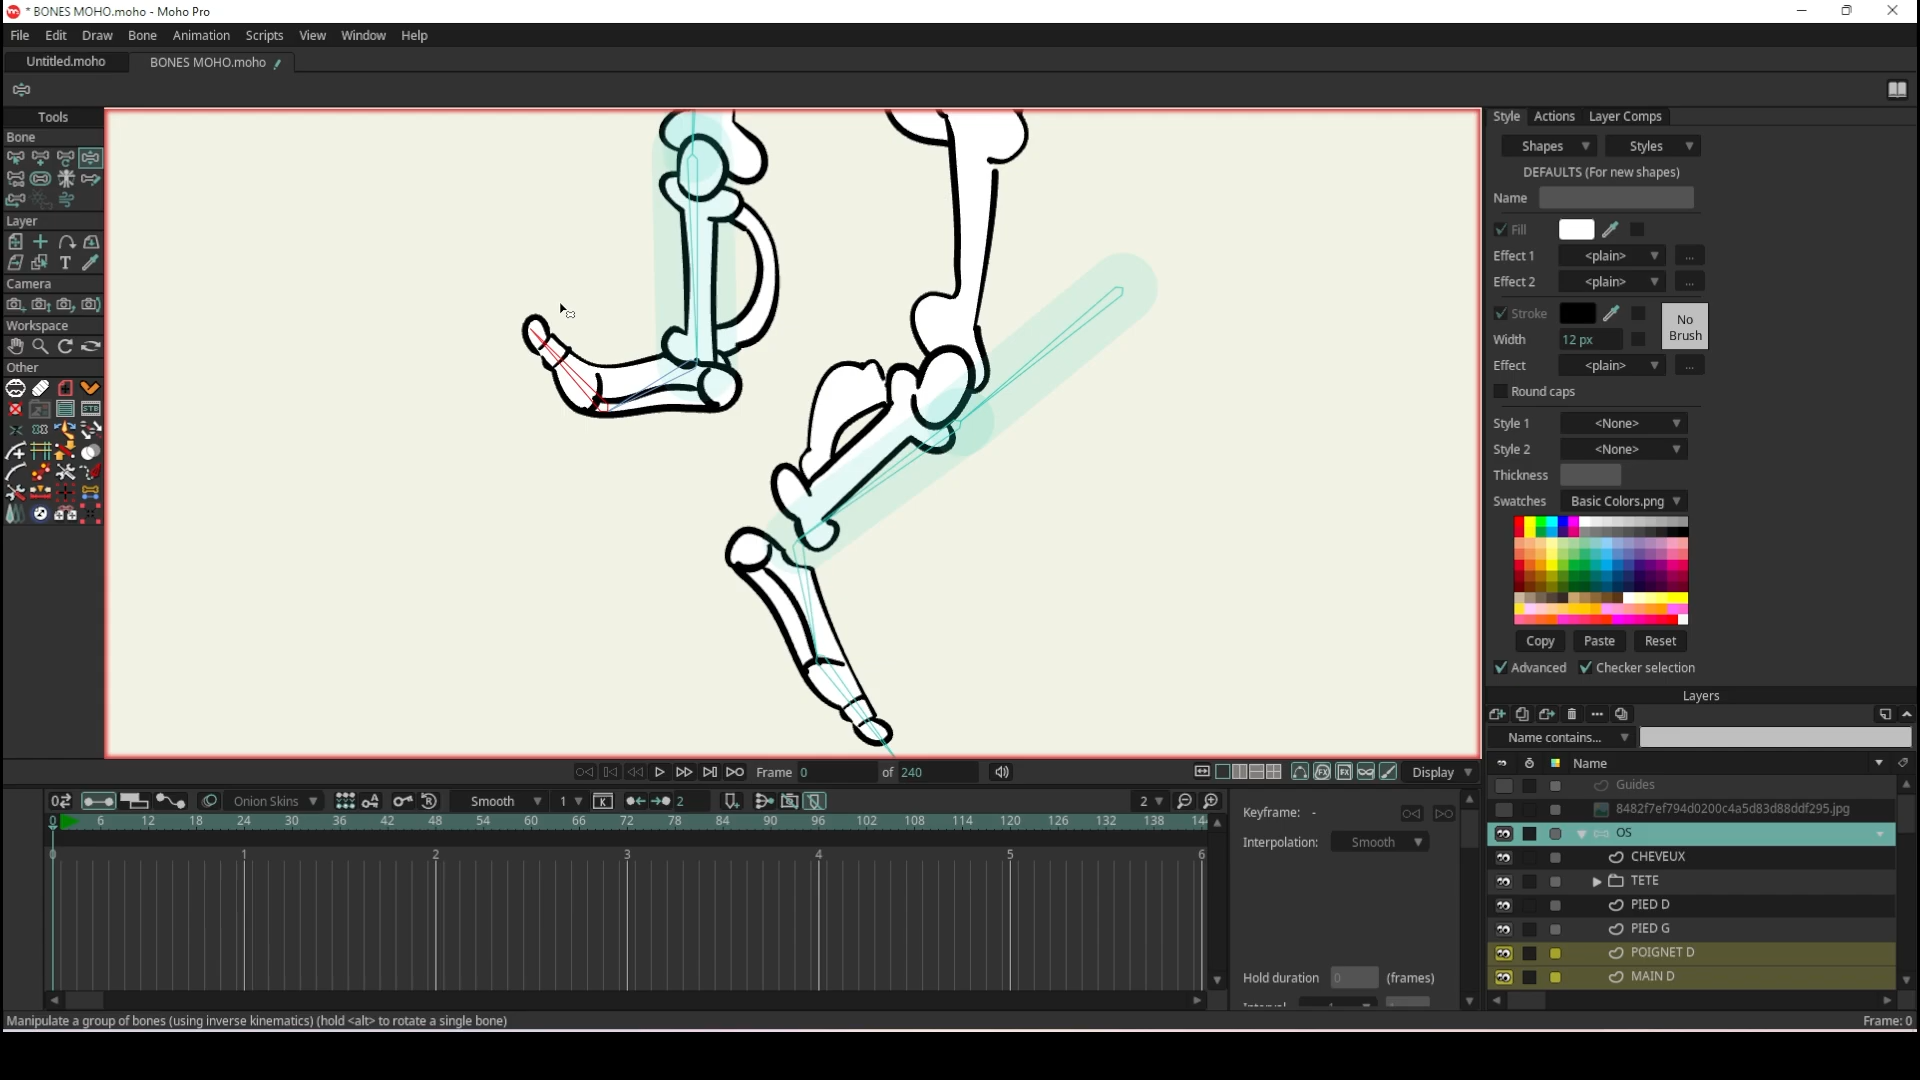 * BONES MOHO.moho - Moho Pro
File Edit Draw Bone Animation Scripts View Window Help
Untitled.moho BONES MOHO.moho
Tools
Bone
Layer
Camera
Workspace
Other
STB
Style Actions Layer Comps
Shapes Styles
DEFAULTS (For new shapes)
Name
Fill
Effect 1 <plain> ...
Effect 2 <plain> ...
Stroke
No Brush
Width 12 px
Effect <plain> ...
Round caps
Style 1 <None>
Style 2 <None>
Thickness
Swatches Basic Colors.png
Copy Paste Reset
Advanced Checker selection
Layers
Name contains...
Name
Guides
8482f7ef794d0200c4a5d83d88ddf295.jpg
OS
CHEVEUX
TETE
PIED D
PIED G
POIGNET D
MAIN D
Frame 0 of 240 Display
Onion Skins Smooth 1 2 2
0 6 12 18 24 30 36 42 48 54 60 66 72 78 84 90 96 102 108 114 120 126 132 138 14
0 1 2 3 4 5 6
Keyframe: -
Interpolation: Smooth
Hold duration 0 (frames)
Manipulate a group of bones (using inverse kinematics) (hold <alt> to rotate a single bone) Frame: 0